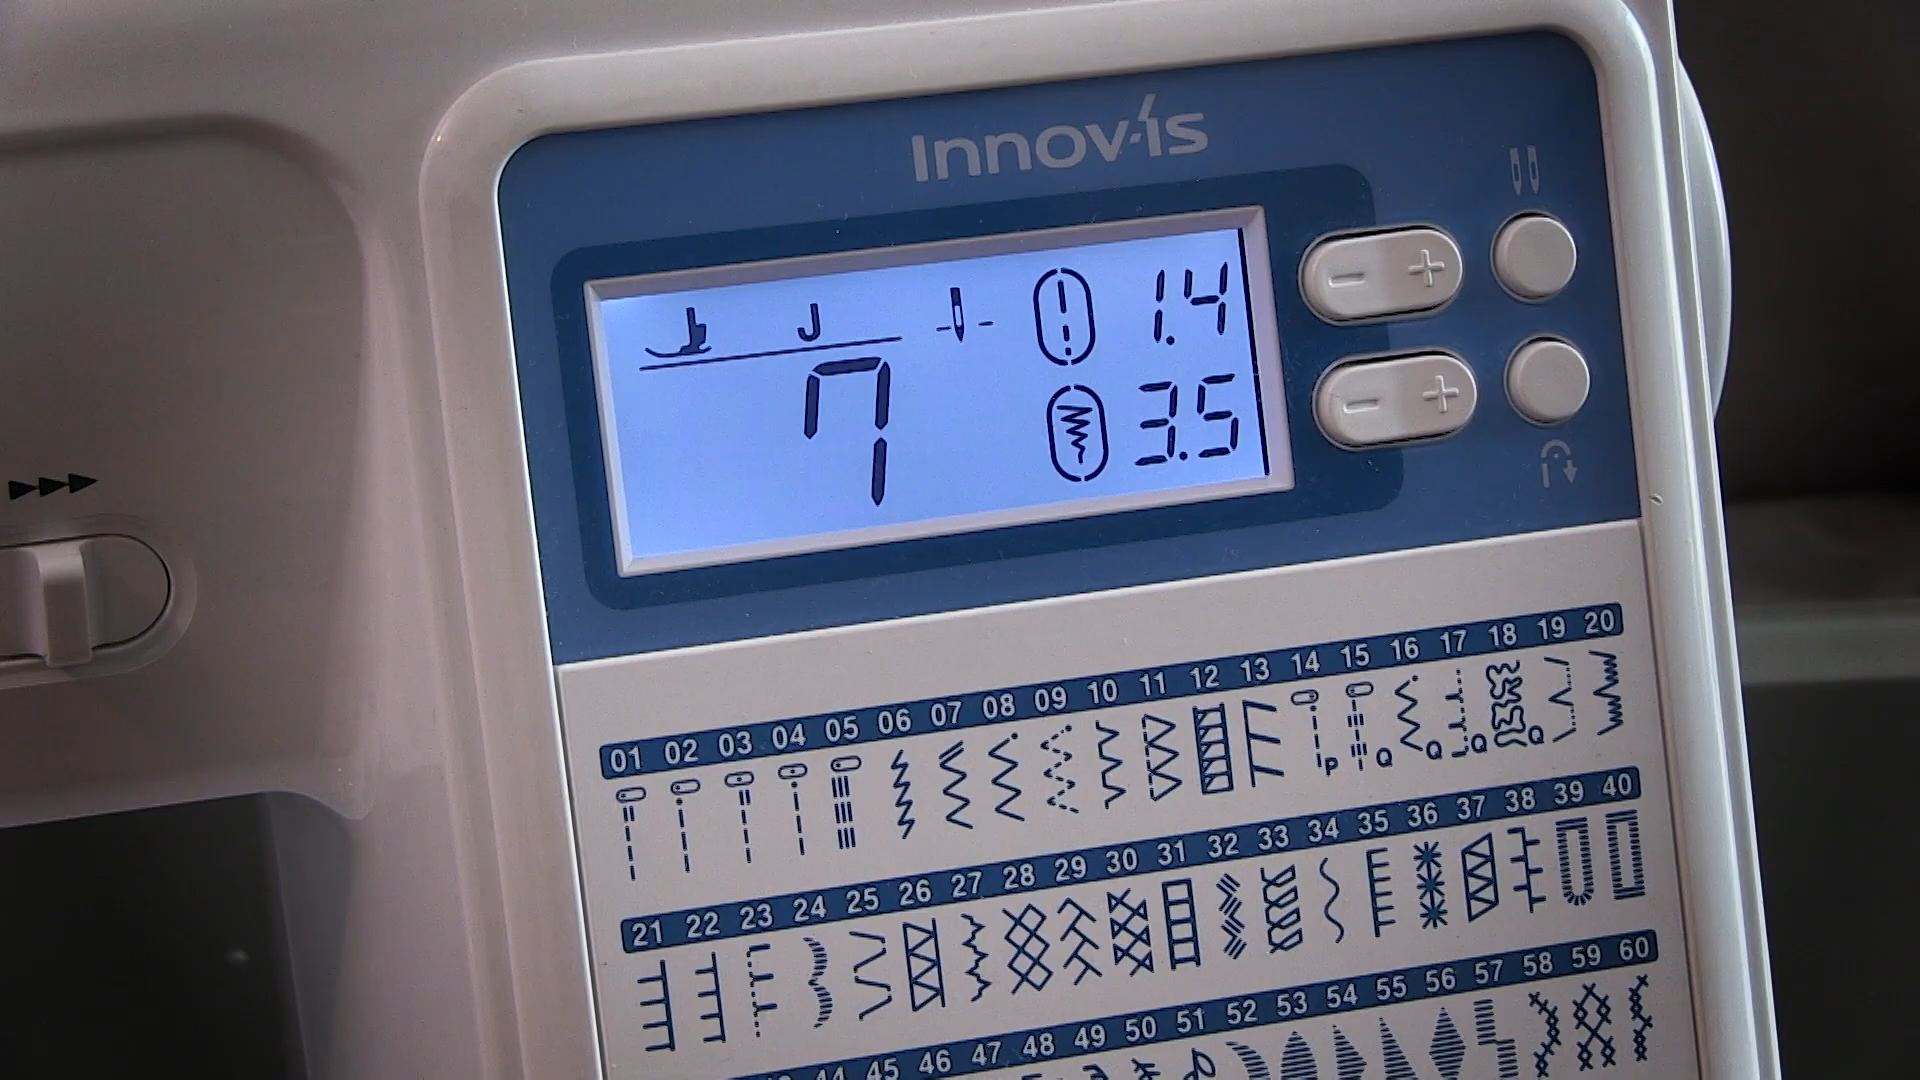 Innov-ís
J
1.4
7
3.5
01 02 03 04 05 06 07 08 09 10 11 12 13 14 15 16 17 18 19 20
P Q Q Q Q
21 22 23 24 25 26 27 28 29 30 31 32 33 34 35 36 37 38 39 40
44 45 46 47 48 49 50 51 52 53 54 55 56 57 58 59 60